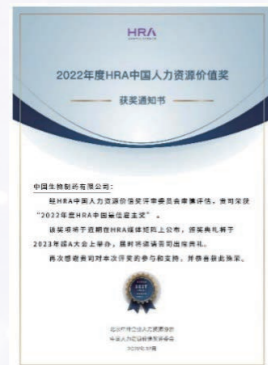 HRA
2022年度HRA中国人力资源价值奖
获奖通知书
中国生物制药有限公司：
经HRA中国人力资源价值奖评审委员会审慎评估，贵司荣获
“2022年度HRA中国最佳雇主奖”。
该奖项将于近期在HRA媒体矩阵上公布，颁奖典礼将于
2023年度A大会上举办，届时将邀请贵司出席典礼。
再次感谢贵司对本次评奖的参与和支持，并恭喜获此殊荣。